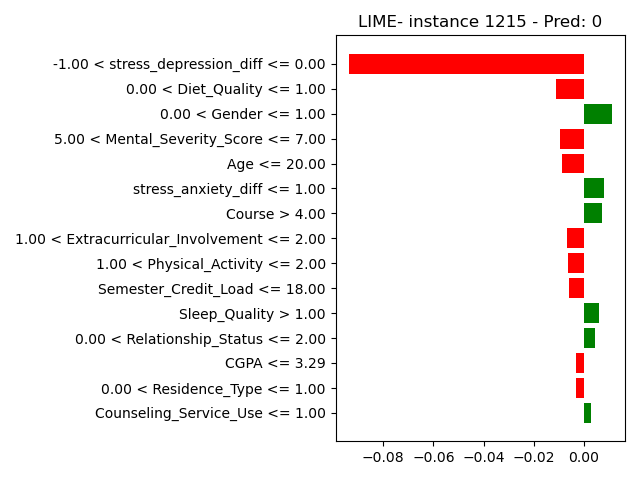 LIME- instance 1215 - Pred: 0
-1.00 < stress_depression_diff <= 0.00
0.00 < Diet_Quality <= 1.00
0.00 < Gender <= 1.00
5.00 < Mental_Severity_Score <= 7.00
Age <= 20.00
stress_anxiety_diff <= 1.00
Course > 4.00
1.00 < Extracurricular_Involvement <= 2.00
1.00 < Physical_Activity <= 2.00
Semester_Credit_Load <= 18.00
Sleep_Quality > 1.00
0.00 < Relationship_Status <= 2.00
CGPA <= 3.29
0.00 < Residence_Type <= 1.00
Counseling_Service_Use <= 1.00
−0.08 −0.06 −0.04 −0.02 0.00